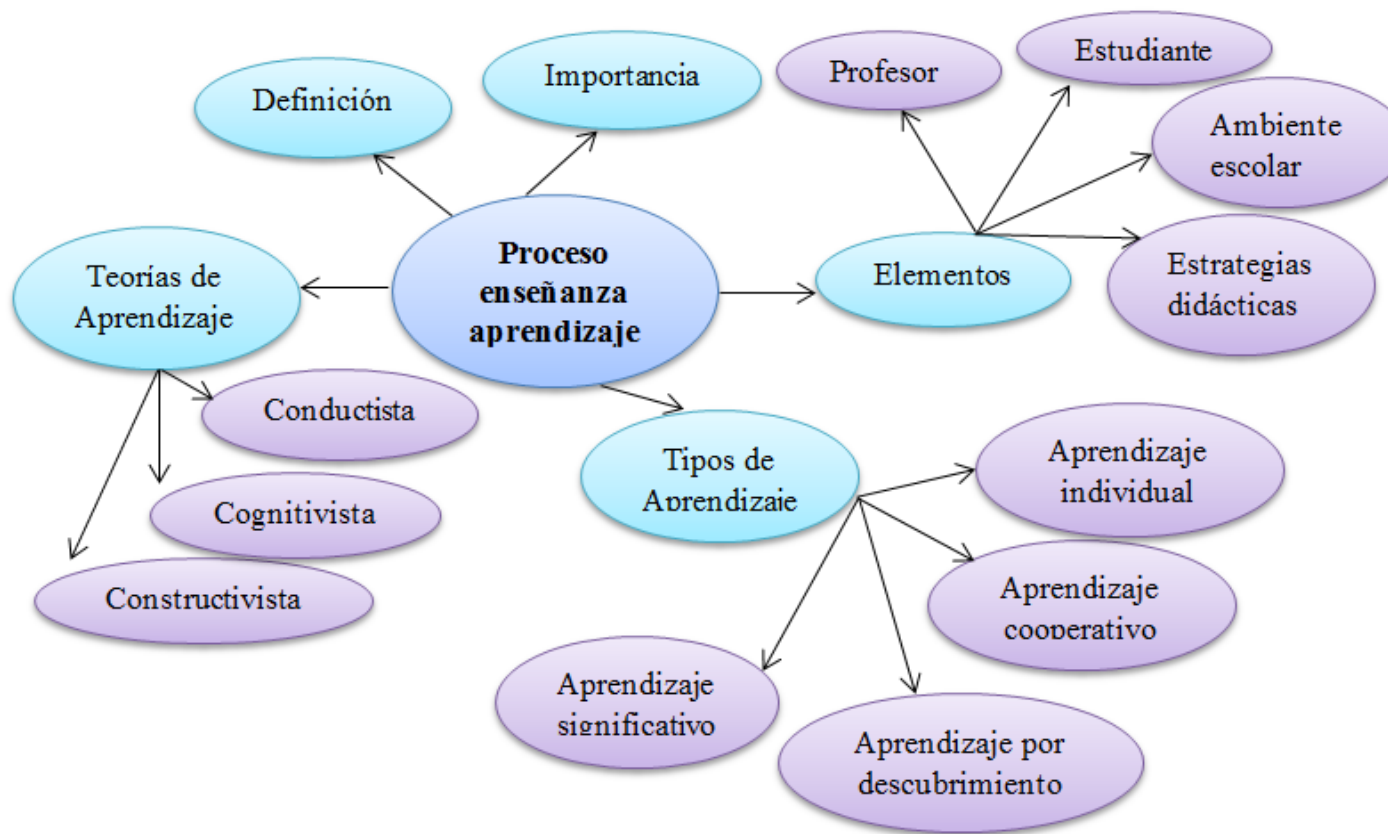 Importancia
Definición
Profesor
Estudiante
Ambiente
escolar
Proceso
enseñanza
aprendizaje
Elementos
Estrategias
didácticas
Teorías de
Aprendizaje
Conductista
Cognitivista
Constructivista
Tipos de
Aprendizaje
Aprendizaje
individual
Aprendizaje
cooperativo
Aprendizaje
significativo
Aprendizaje por
descubrimiento